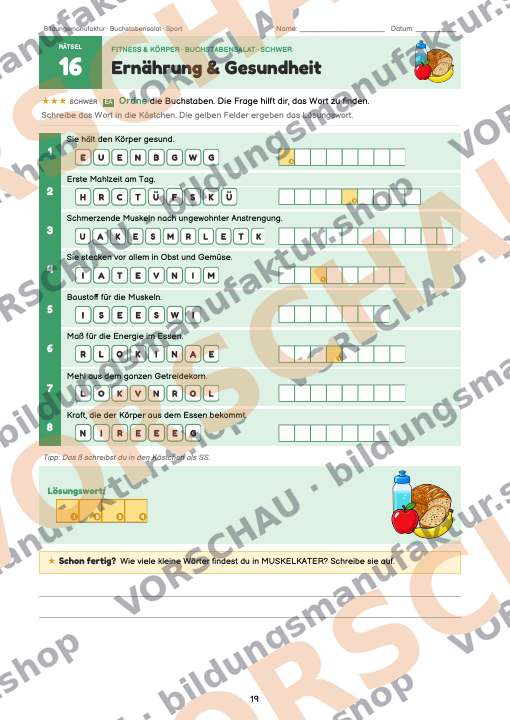 Bildungsmanufaktur · Buchstabensalat · Sport Name: Datum:
RÄTSEL
16
FITNESS & KÖRPER · BUCHSTABENSALAT · SCHWER
Ernährung & Gesundheit
★★★ SCHWER EA Ordne die Buchstaben. Die Frage hilft dir, das Wort zu finden.
Schreibe das Wort in die Kästchen. Die gelben Felder ergeben das Lösungswort.
Sie hält den Körper gesund.
1 E U E N B G W G
Erste Mahlzeit am Tag.
2 H R C T Ü F S K Ü
Schmerzende Muskeln nach ungewohnter Anstrengung.
3 U A K E S M R L E T K
Sie stecken vor allem in Obst und Gemüse.
4 I A T E V N I M
Baustoff für die Muskeln.
5 I S E E S W I
Maß für die Energie im Essen.
6 R L O K I N A E
Mehl aus dem ganzen Getreidekorn.
7 L O K V N R O L
Kraft, die der Körper aus dem Essen bekommt.
8 N I R E E E G
Tipp: Das ß schreibst du in den Kästchen als SS.
Lösungswort:
★ Schon fertig? Wie viele kleine Wörter findest du in MUSKELKATER? Schreibe sie auf.
19
VORSCHAU · bildungsmanufaktur.shop